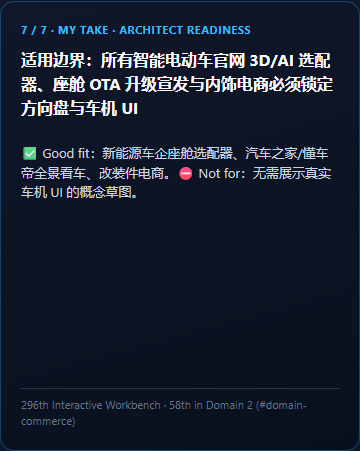 7 / 7 · MY TAKE · ARCHITECT READINESS
适用边界：所有智能电动车官网 3D/AI 选配
器、座舱 OTA 升级宣发与内饰电商必须锁定
方向盘与车机 UI
✅ Good fit：新能源车企座舱选配器、汽车之家/懂车
帝全景看车、改装件电商。⛔ Not for：无需展示真实
车机 UI 的概念草图。
296th Interactive Workbench · 58th in Domain 2 (#domain-
commerce)